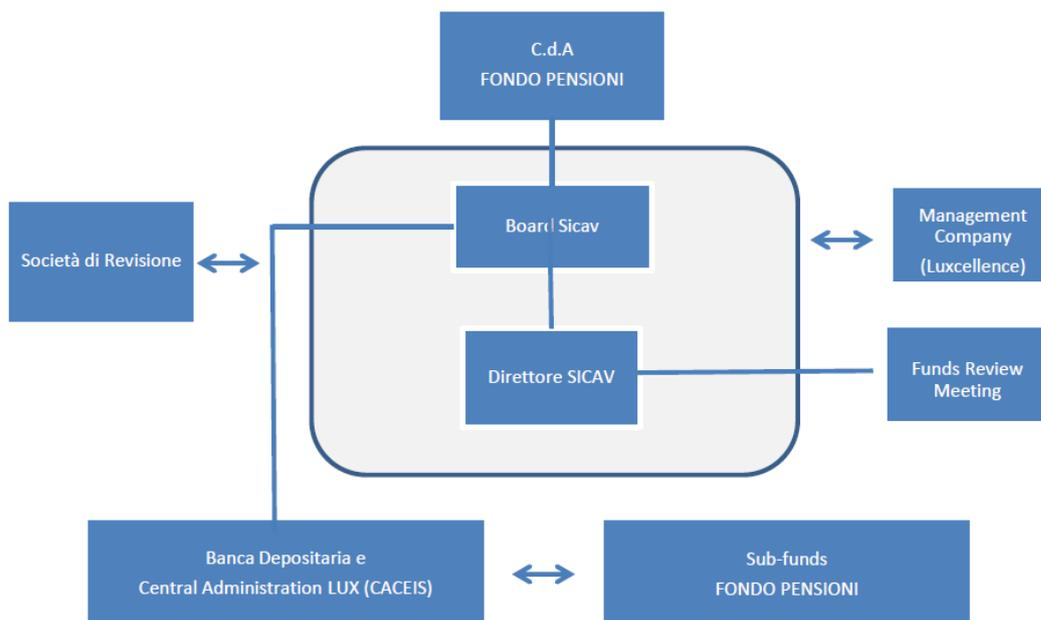 C.d.A
FONDO PENSIONI
Board Sicav
Società di Revisione
Management
Company
(Luxcellence)
Direttore SICAV
Funds Review
Meeting
Banca Depositaria e
Central Administration LUX (CACEIS)
Sub-funds
FONDO PENSIONI